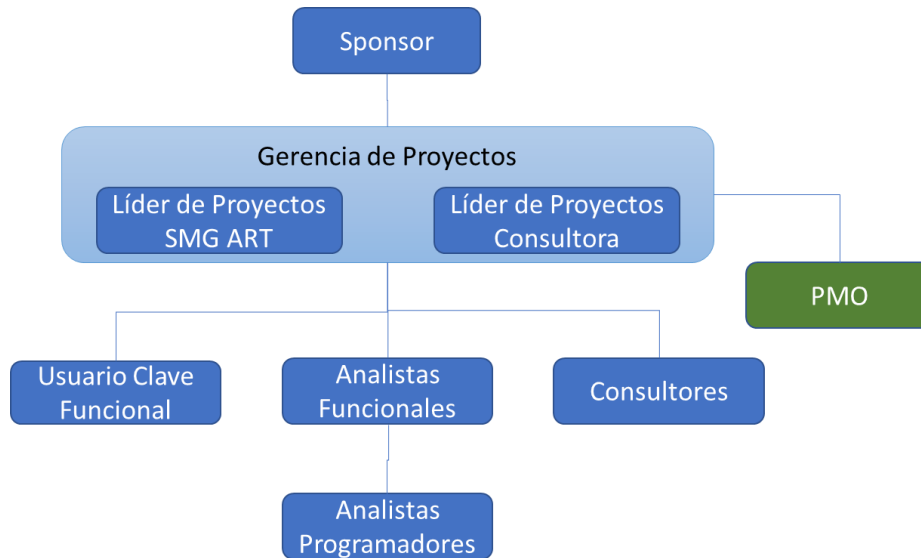 Sponsor
Gerencia de Proyectos
Líder de Proyectos
SMG ART
Líder de Proyectos
Consultora
PMO
Usuario Clave
Funcional
Analistas
Funcionales
Consultores
Analistas
Programadores